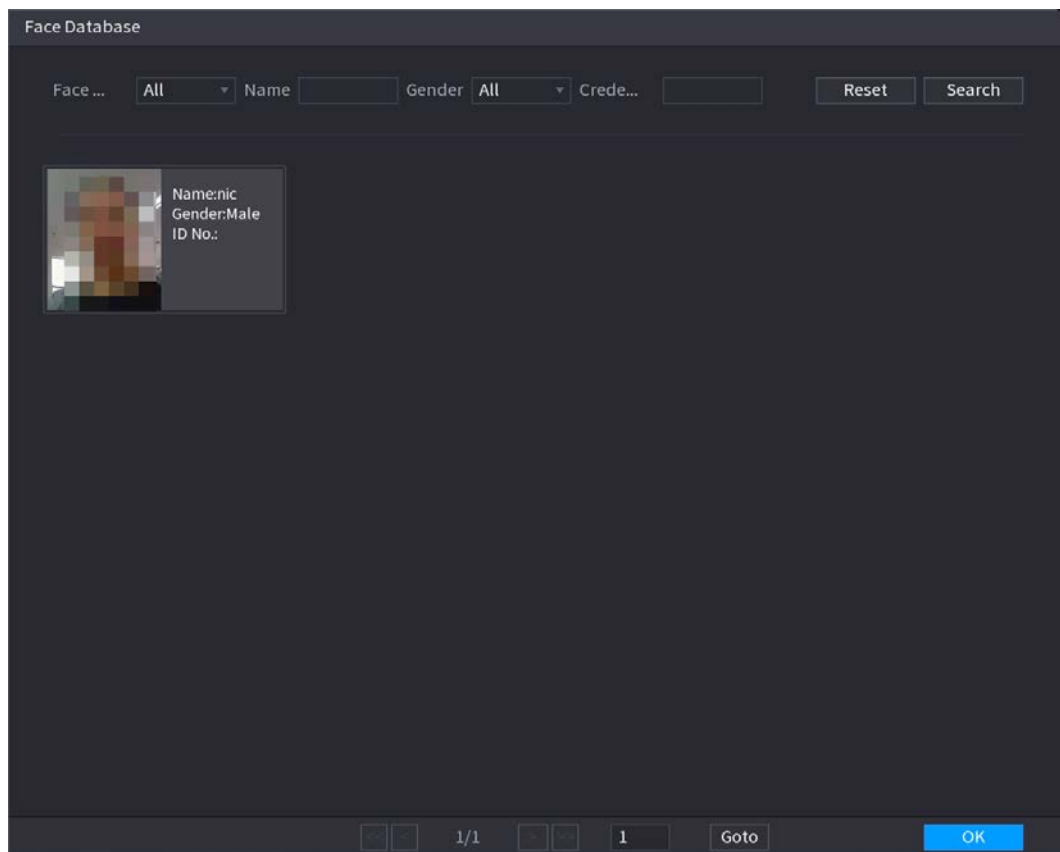 Face Database
Face ... All Name Gender All Crede... Reset Search
Name:nic
Gender:Male
ID No.:
<< < 1/1 > >> 1 Goto OK